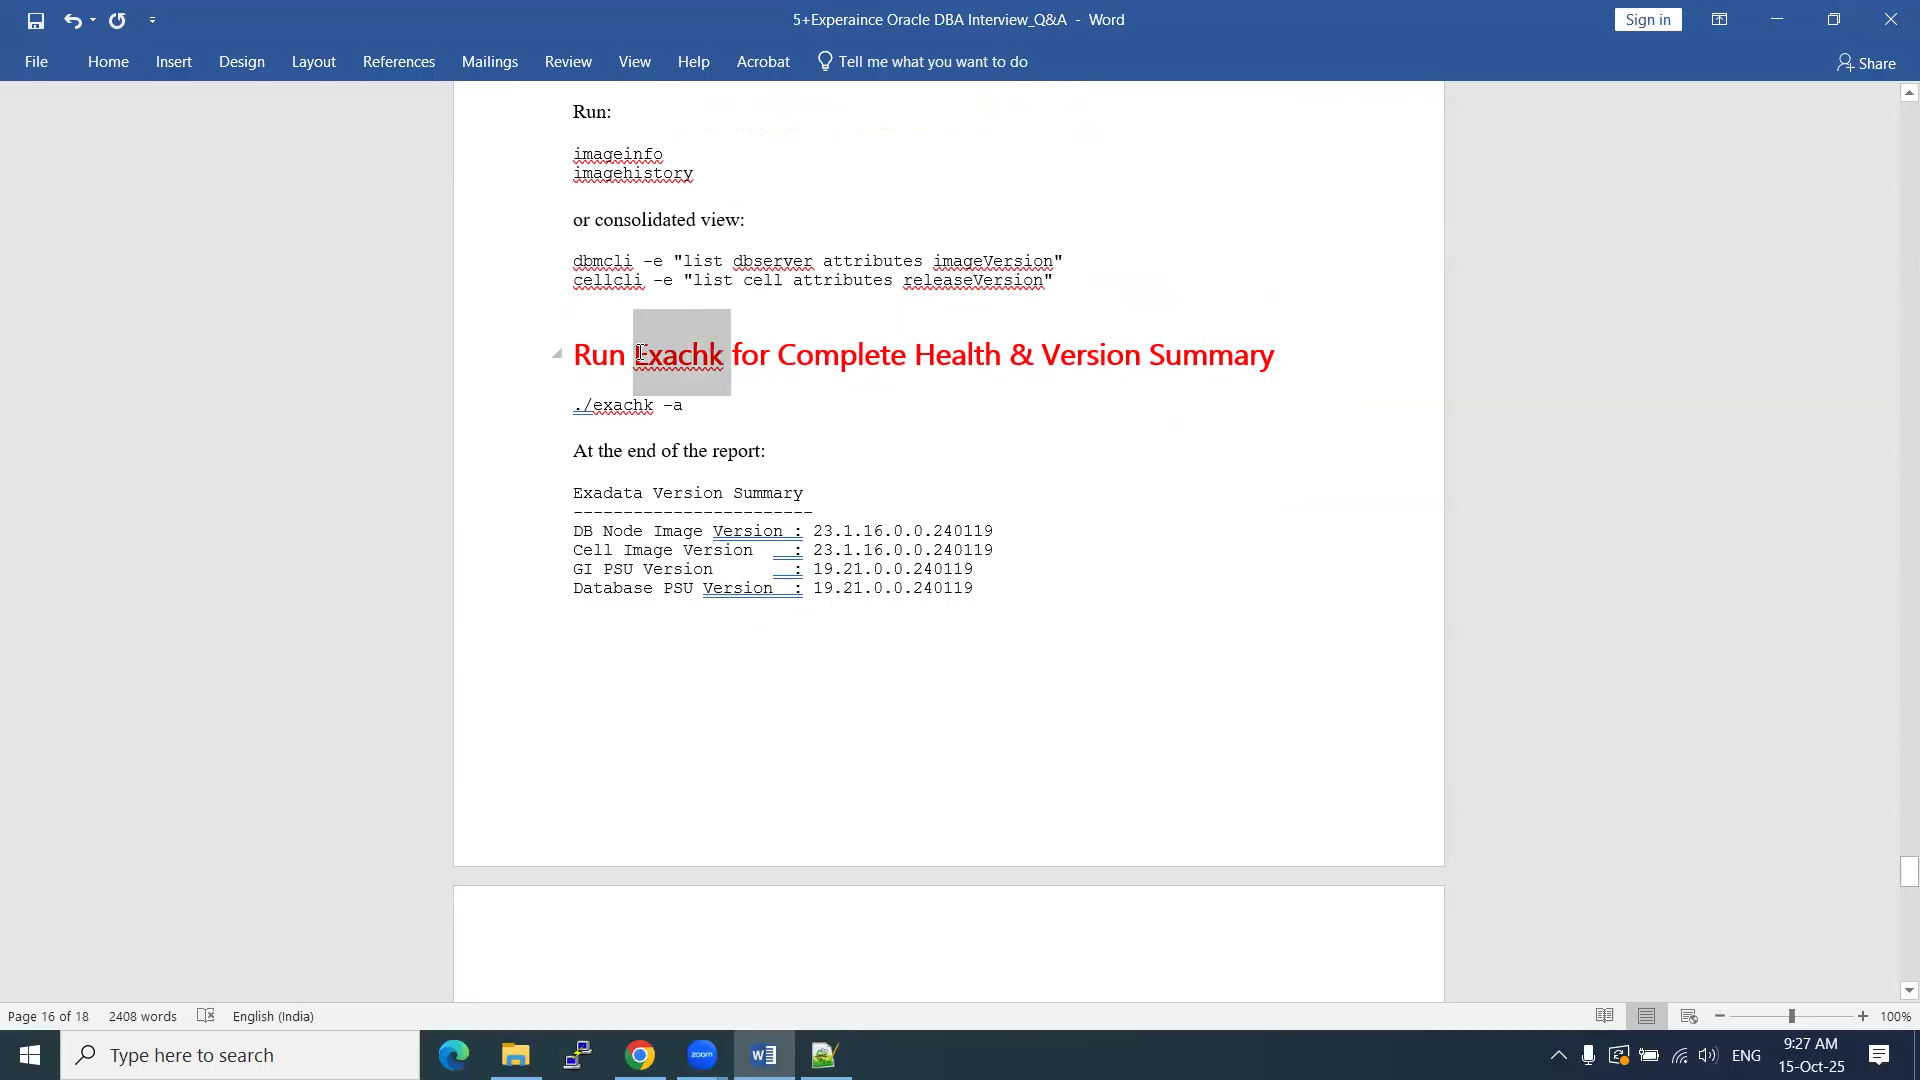 5+Experaince Oracle DBA Interview_Q&A - Word
Sign in
File Home Insert Design Layout References Mailings Review View Help Acrobat Tell me what you want to do
Share
Run:
imageinfo
imagehistory
or consolidated view:
dbmcli -e "list dbserver attributes imageVersion"
cellcli -e "list cell attributes releaseVersion"
Run Exachk for Complete Health & Version Summary
./exachk -a
At the end of the report:
Exadata Version Summary
------------------------
DB Node Image Version : 23.1.16.0.0.240119
Cell Image Version : 23.1.16.0.0.240119
GI PSU Version : 19.21.0.0.240119
Database PSU Version : 19.21.0.0.240119
Page 16 of 18 2408 words English (India)
100%
Type here to search
zoom
ENG
9:27 AM
15-Oct-25